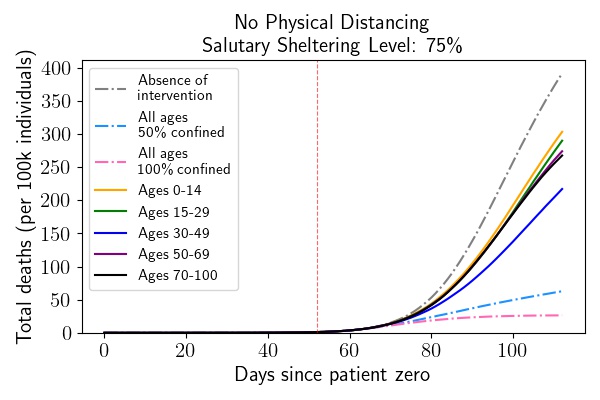 No Physical Distancing
Salutary Sheltering Level: 75%
Total deaths (per 100k individuals)
400
350
300
250
200
150
100
50
0
Absence of
intervention
All ages
50% confined
All ages
100% confined
Ages 0-14
Ages 15-29
Ages 30-49
Ages 50-69
Ages 70-100
0 20 40 60 80 100
Days since patient zero